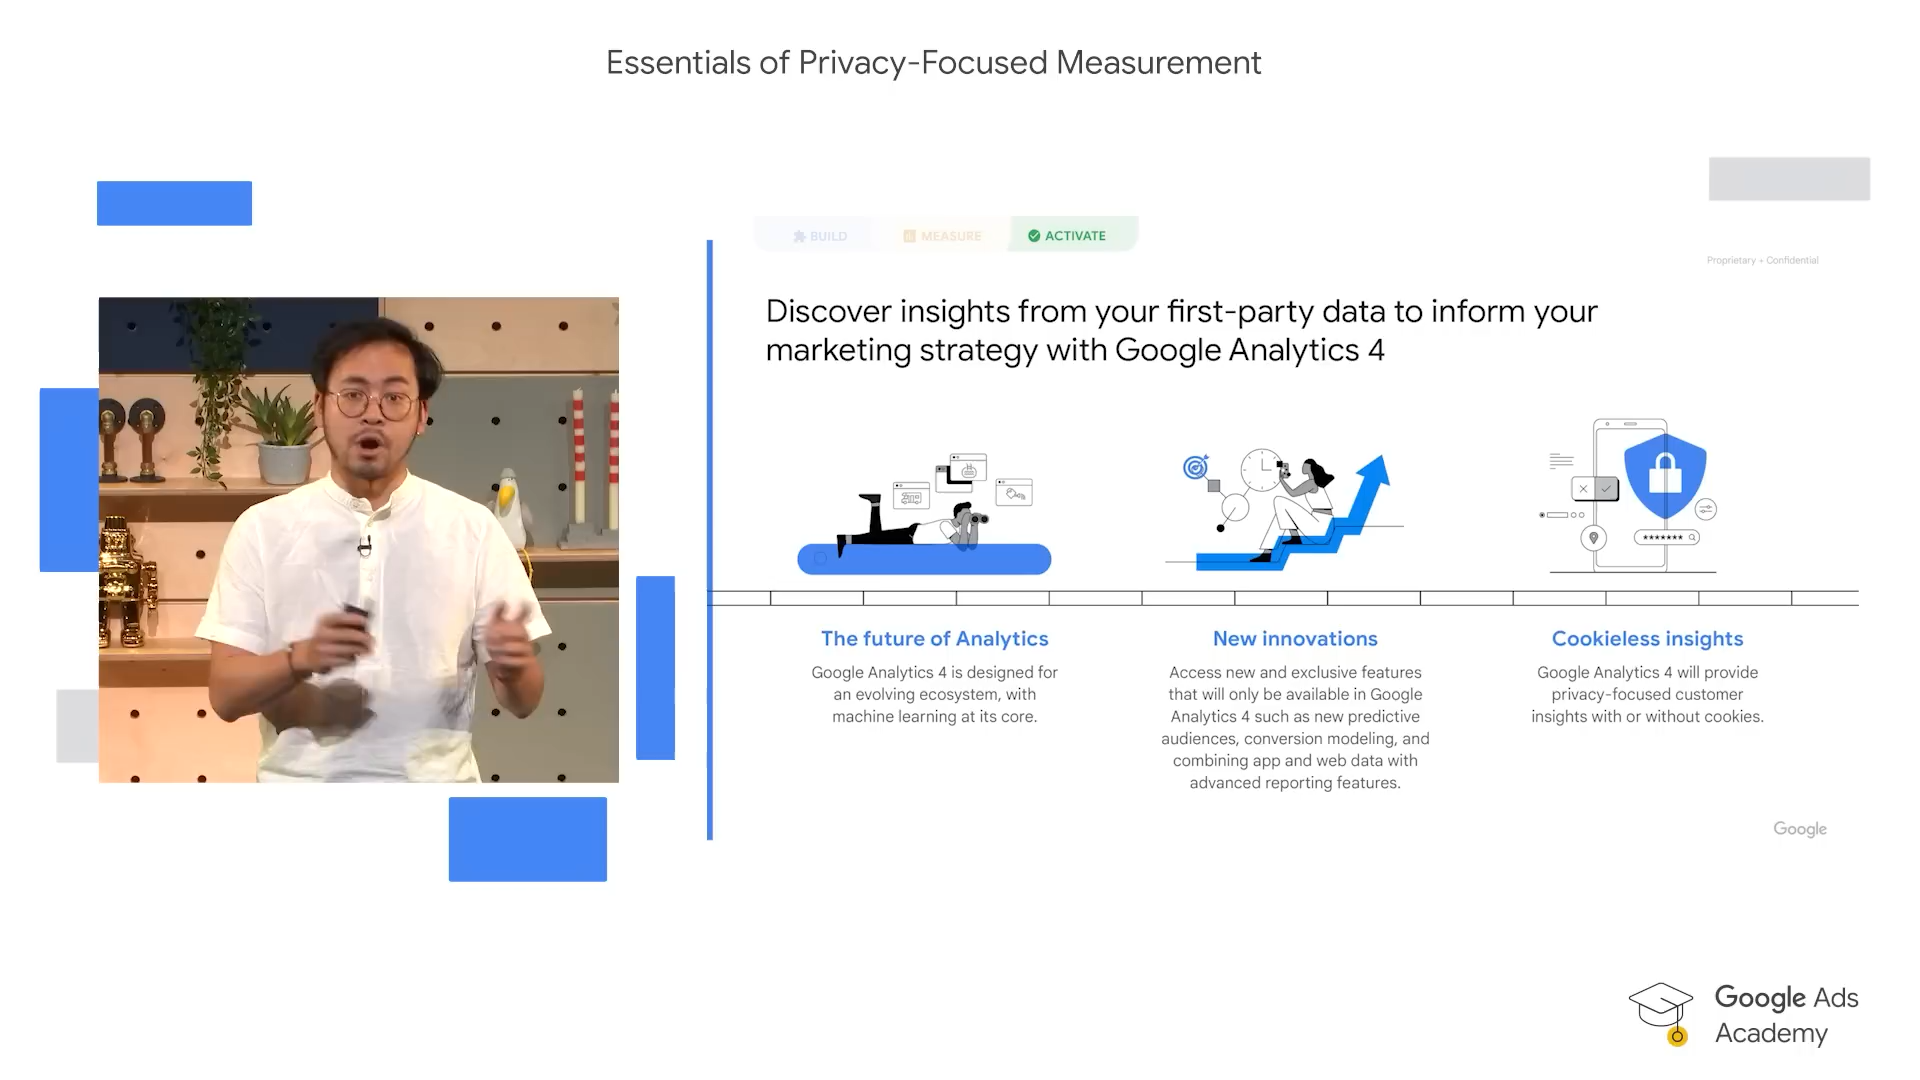 Essentials of Privacy-Focused Measurement
BUILD
MEASURE
ACTIVATE
Proprietary + Confidential
Discover insights from your first-party data to inform your
marketing strategy with Google Analytics 4
*******
The future of Analytics
Google Analytics 4 is designed for
an evolving ecosystem, with
machine learning at its core.
New innovations
Access new and exclusive features
that will only be available in Google
Analytics 4 such as new predictive
audiences, conversion modeling, and
combining app and web data with
advanced reporting features.
Cookieless insights
Google Analytics 4 will provide
privacy-focused customer
insights with or without cookies.
Google
Google Ads
Academy